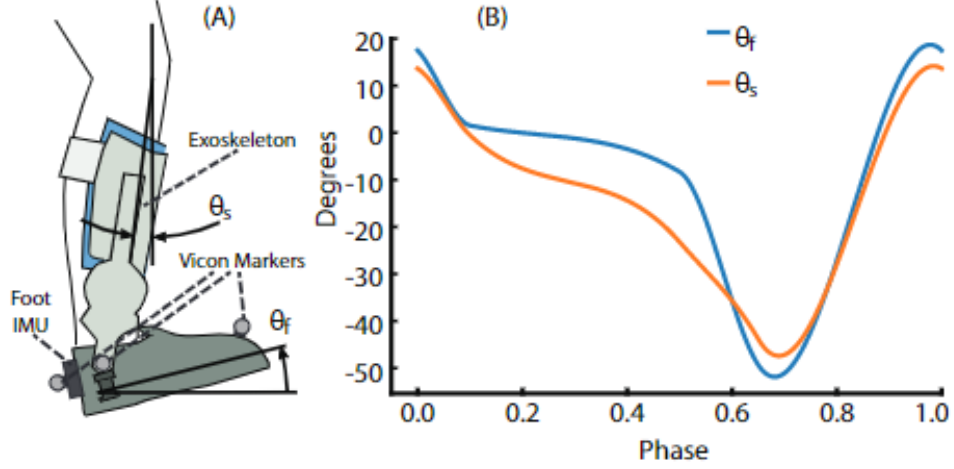 (A)
Exoskeleton
θs
Vicon Markers
Foot
IMU
θf
(B)
θf
θs
Degrees
20
10
0
-10
-20
-30
-40
-50
0.0 0.2 0.4 0.6 0.8 1.0
Phase